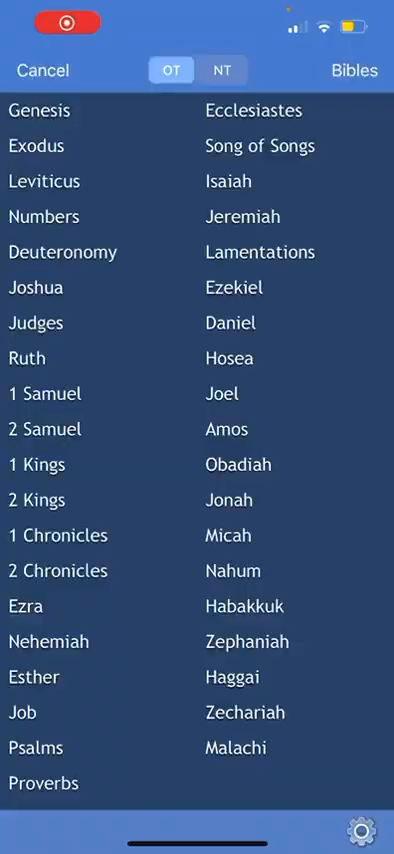 Cancel OT NT Bibles
Genesis
Exodus
Leviticus
Numbers
Deuteronomy
Joshua
Judges
Ruth
1 Samuel
2 Samuel
1 Kings
2 Kings
1 Chronicles
2 Chronicles
Ezra
Nehemiah
Esther
Job
Psalms
Proverbs
Ecclesiastes
Song of Songs
Isaiah
Jeremiah
Lamentations
Ezekiel
Daniel
Hosea
Joel
Amos
Obadiah
Jonah
Micah
Nahum
Habakkuk
Zephaniah
Haggai
Zechariah
Malachi